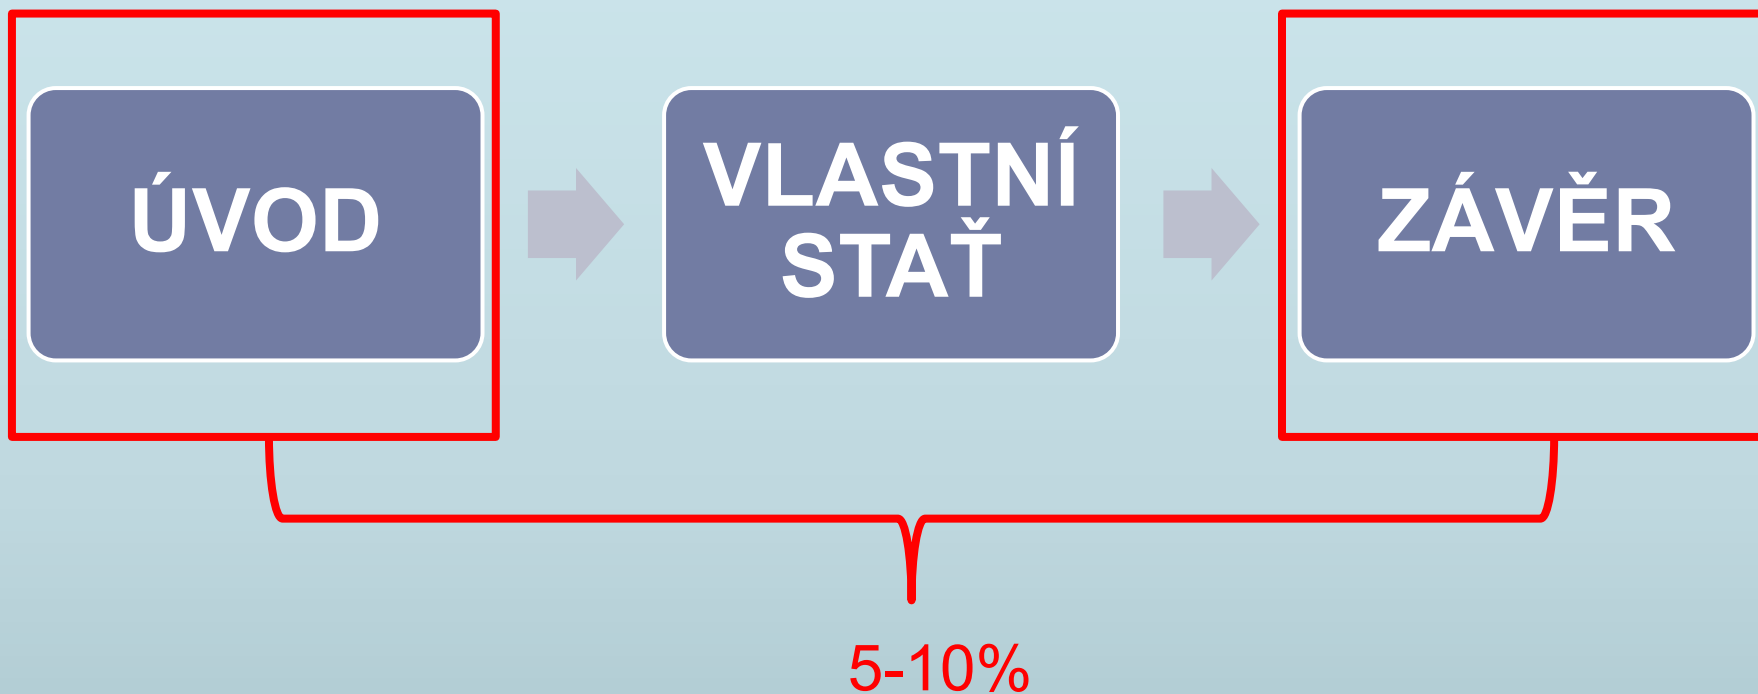 ÚVOD
VLASTNÍ
STAŤ
ZÁVĚR
5-10%